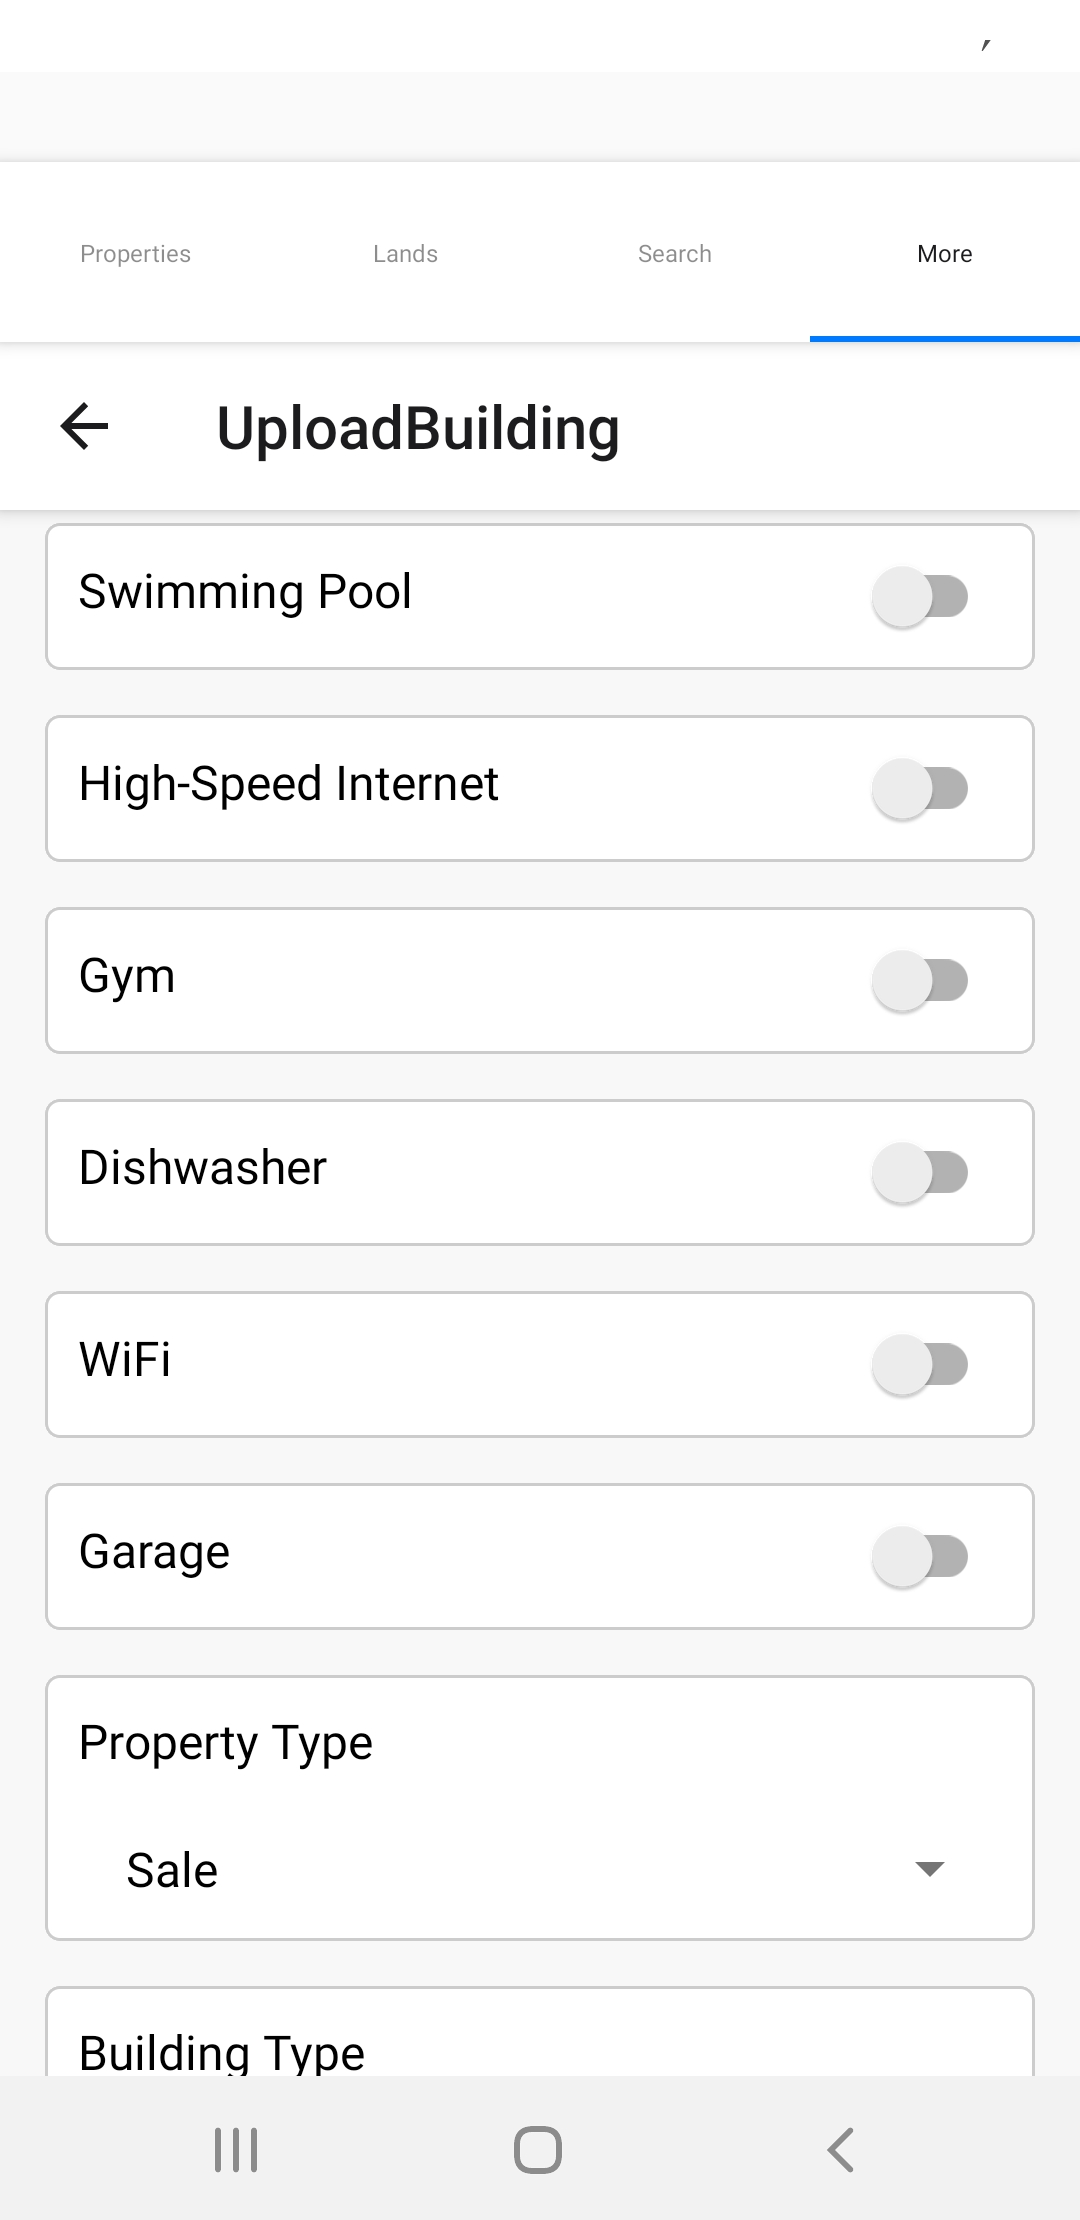 Properties
Lands
Search
More
UploadBuilding
Swimming Pool
High-Speed Internet
Gym
Dishwasher
WiFi
Garage
Property Type
Sale
Building Type